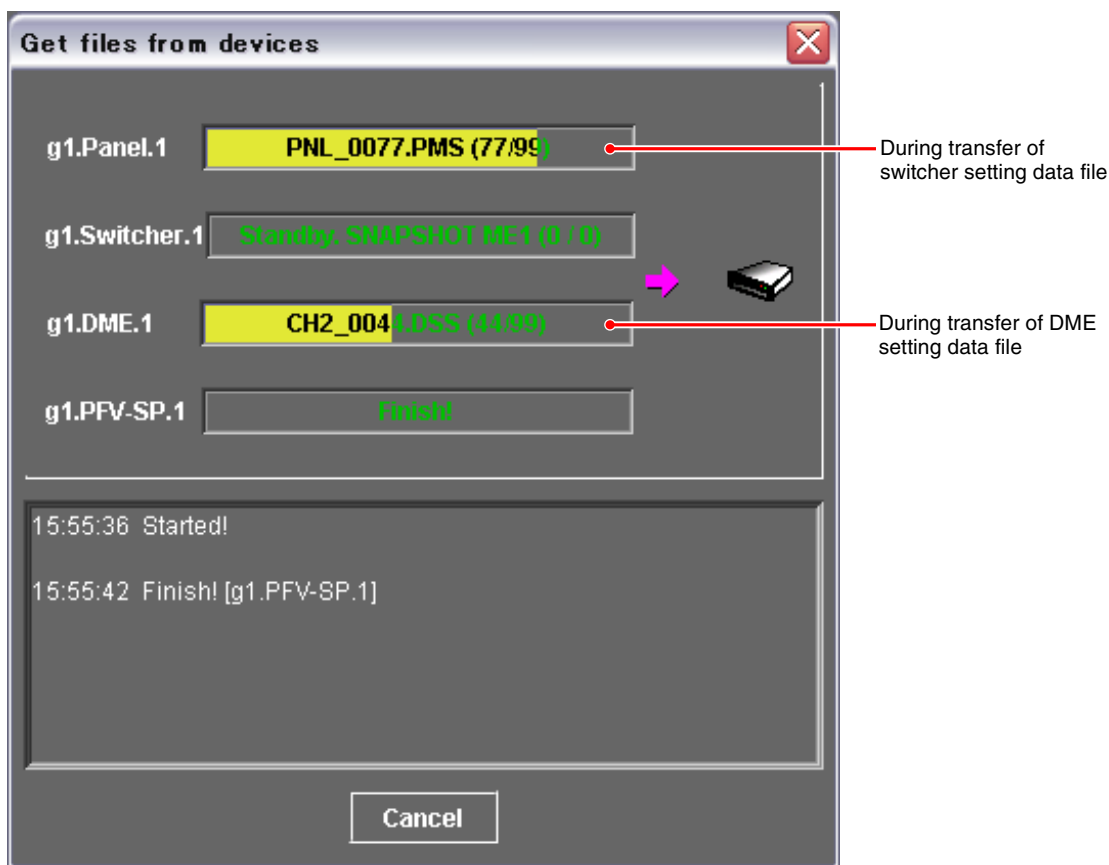 Get files from devices
g1.Panel.1
PNL_0077.PMS (77/99)
During transfer of
switcher setting data file
g1.Switcher.1
Standby. SNAPSHOT ME1 (0 / 0)
g1.DME.1
CH2_0044.DSS (44/99)
During transfer of DME
setting data file
g1.PFV-SP.1
Finish!
15:55:36 Started!
15:55:42 Finish! [g1.PFV-SP.1]
Cancel